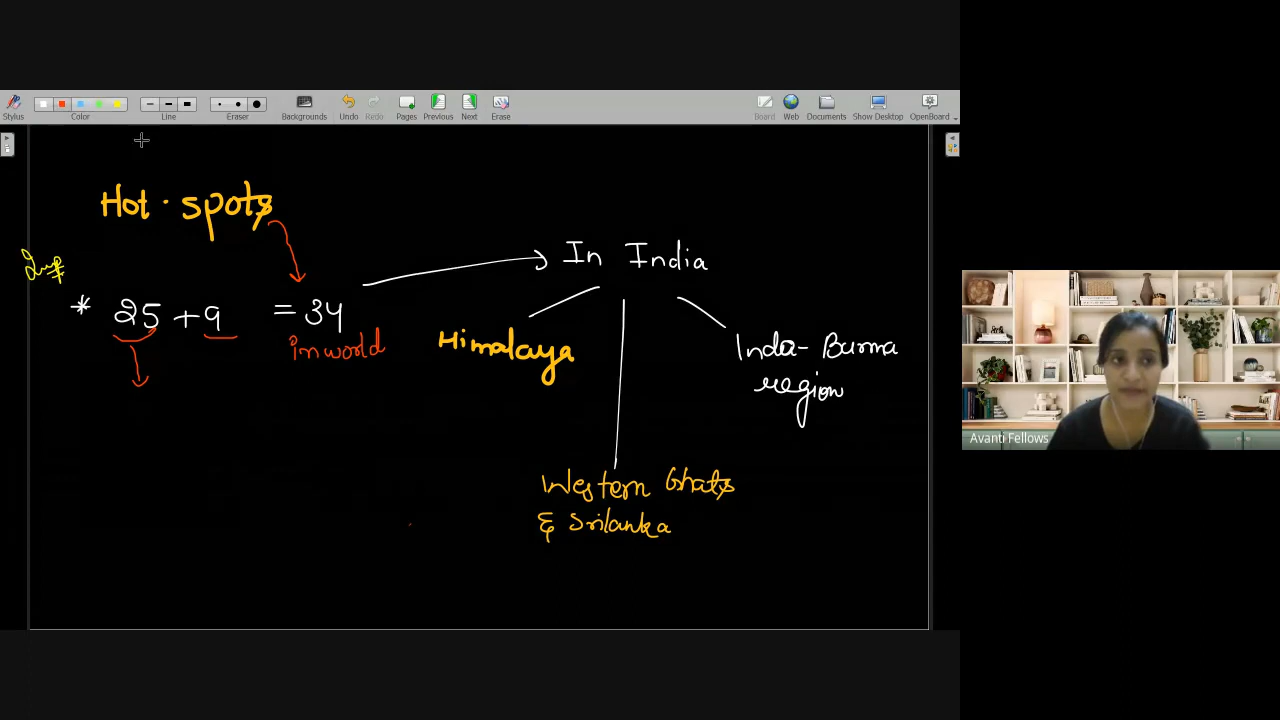 Stylus Color Line Eraser Backgrounds Undo Redo Pages Previous Next Erase Board Web Documents Show Desktop OpenBoard
Hot · spots
Imp
* 25 + 9 = 34
in world
In India
Himalaya
Indo-Burma
region
Western Ghats
& Srilanka
Avanti Fellows